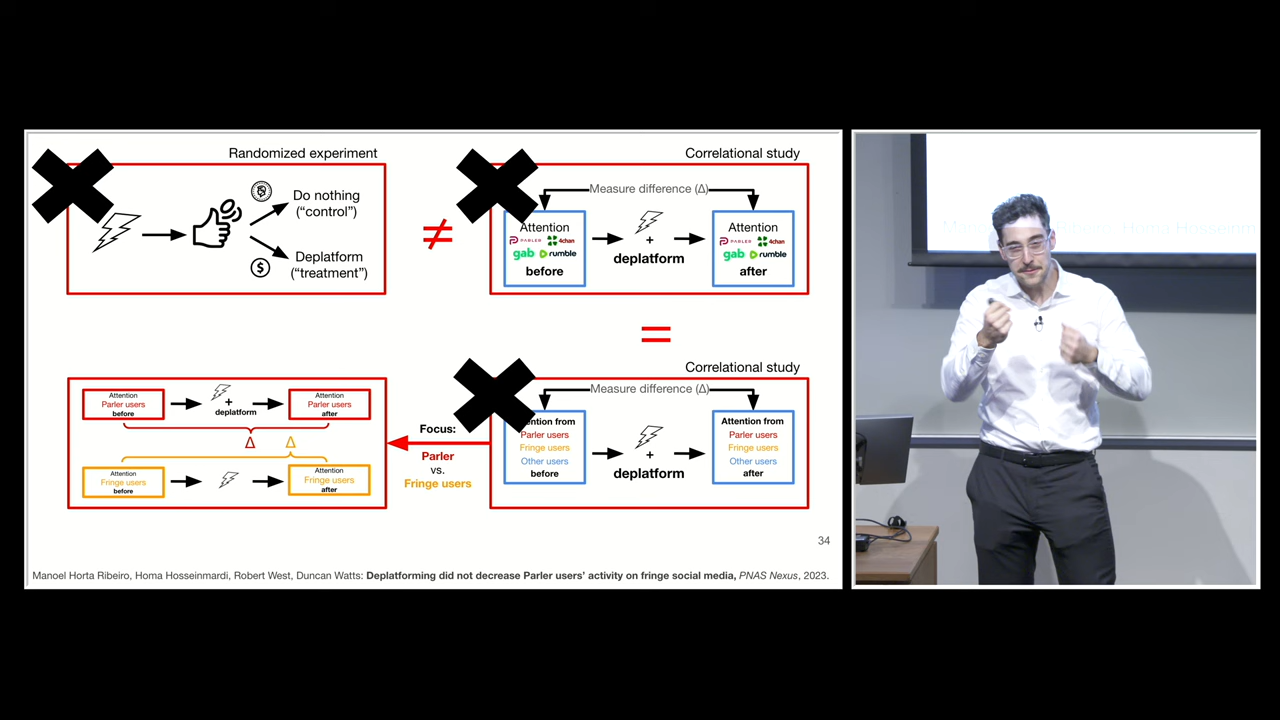 Randomized experiment
Do nothing
(“control”)
Deplatform
(“treatment”)
≠
Correlational study
Measure difference (Δ)
Attention
PARLER 4chan
gab rumble
before
+
deplatform
Attention
PARLER 4chan
gab rumble
after
=
Attention
Parler users
before
+
deplatform
Attention
Parler users
after
Δ Δ
Attention
Fringe users
before
Attention
Fringe users
after
Focus:
Parler
vs.
Fringe users
Correlational study
Measure difference (Δ)
ention from
Parler users
Fringe users
Other users
before
+
deplatform
Attention from
Parler users
Fringe users
Other users
after
34
Manoel Horta Ribeiro, Homa Hosseinmardi, Robert West, Duncan Watts: Deplatforming did not decrease Parler users’ activity on fringe social media, PNAS Nexus, 2023.